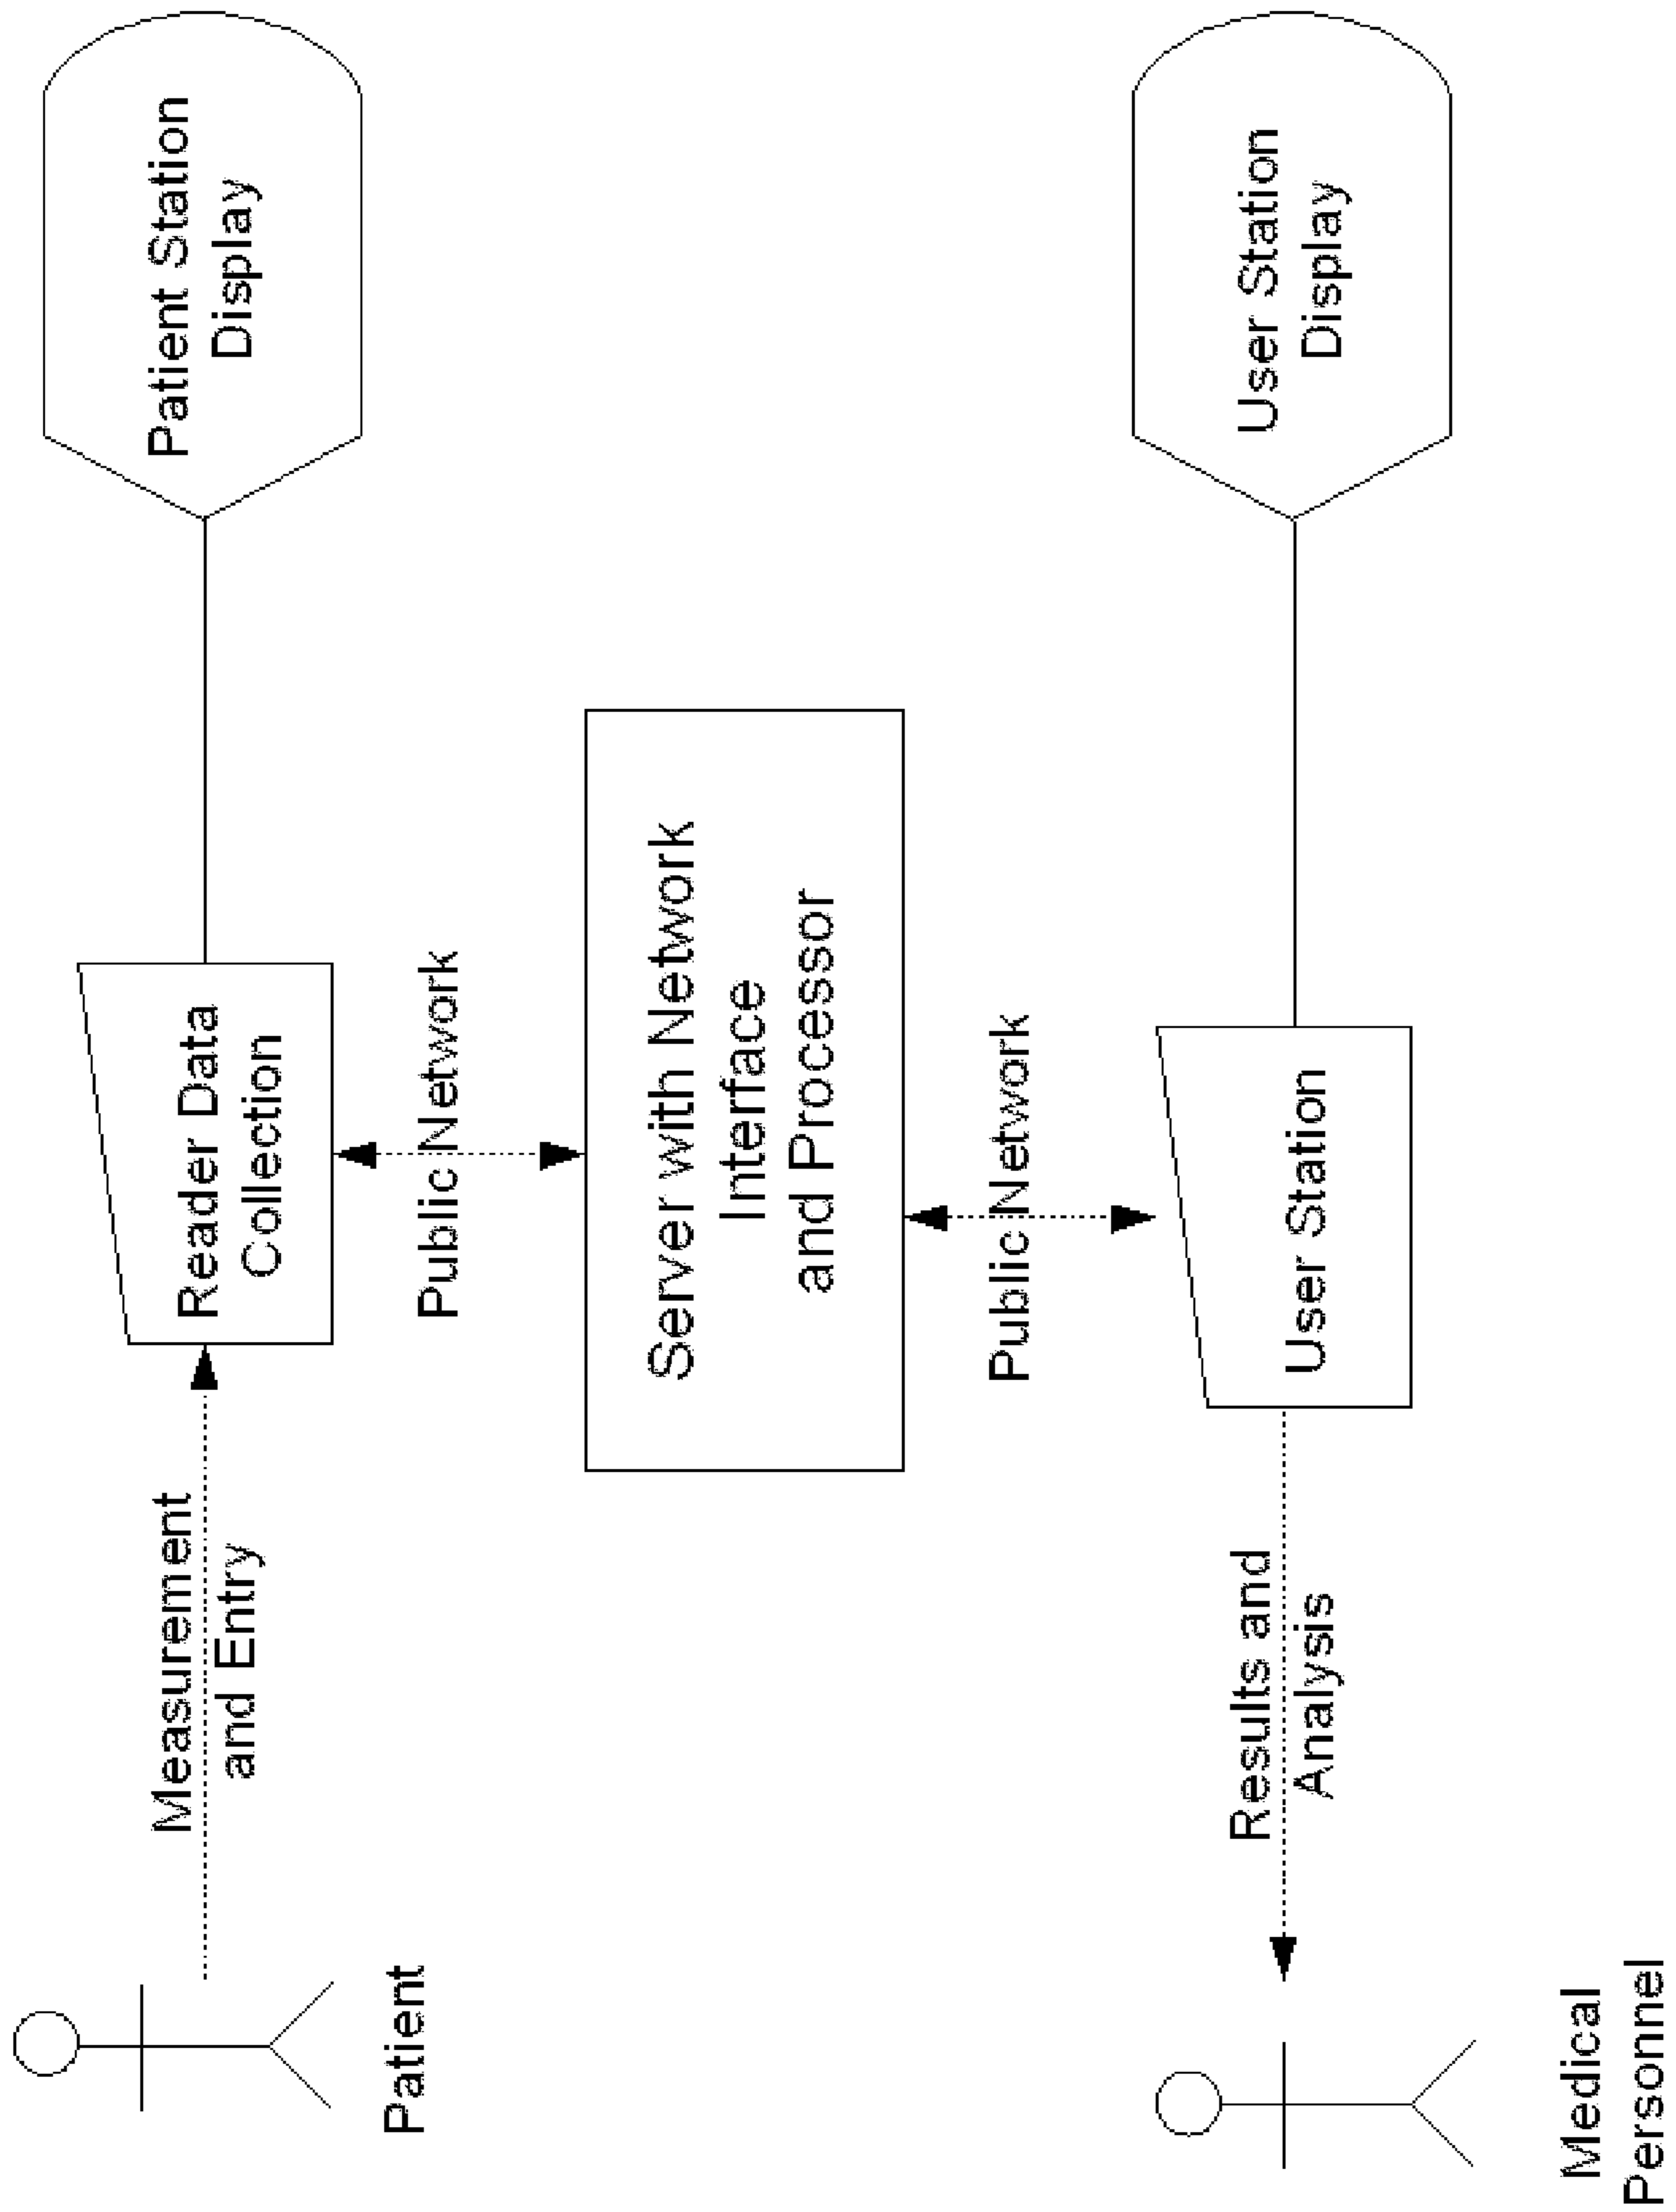 Patient
Measurement
and Entry
Reader Data
Collection
Patient Station
Display
Public Network
Server with Network
Interface
and Processor
Public Network
Medical
Personnel
Results and
Analysis
User Station
User Station
Display